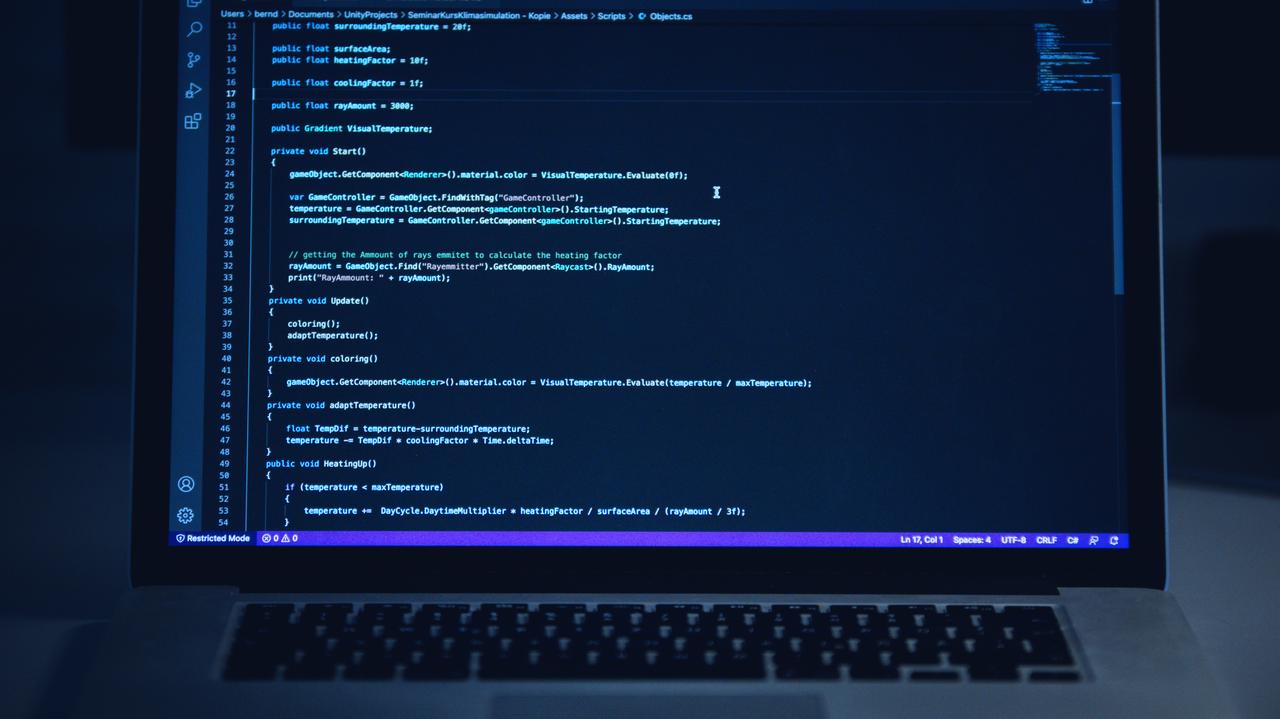 Users > bernd > Documents > UnityProjects > SeminarKursKlimasimulation - Kopie > Assets > Scripts > Objects.cs
11 public float surroundingTemperature = 20f;
12
13 public float surfaceArea;
14 public float heatingFactor = 10f;
15
16 public float coolingFactor = 1f;
17
18 public float rayAmount = 3000;
19
20 public Gradient VisualTemperature;
21
22 private void Start()
23 {
24 gameObject.GetComponent<Renderer>().material.color = VisualTemperature.Evaluate(0f);
25
26 var GameController = GameObject.FindWithTag("GameController");
27 temperature = GameController.GetComponent<gameController>().StartingTemperature;
28 surroundingTemperature = GameController.GetComponent<gameController>().StartingTemperature;
29
30
31 // getting the Ammount of rays emmitet to calculate the heating factor
32 rayAmount = GameObject.Find("Rayemmitter").GetComponent<Raycast>().RayAmount;
33 print("RayAmmount: " + rayAmount);
34 }
35 private void Update()
36 {
37 coloring();
38 adaptTemperature();
39 }
40 private void coloring()
41 {
42 gameObject.GetComponent<Renderer>().material.color = VisualTemperature.Evaluate(temperature / maxTemperature);
43 }
44 private void adaptTemperature()
45 {
46 float TempDif = temperature-surroundingTemperature;
47 temperature -= TempDif * coolingFactor * Time.deltaTime;
48 }
49 public void HeatingUp()
50 {
51 if (temperature < maxTemperature)
52 {
53 temperature += DayCycle.DaytimeMultiplier * heatingFactor / surfaceArea / (rayAmount / 3f);
54 }
Restricted Mode 0 0 Ln 17, Col 1 Spaces: 4 UTF-8 CRLF C#